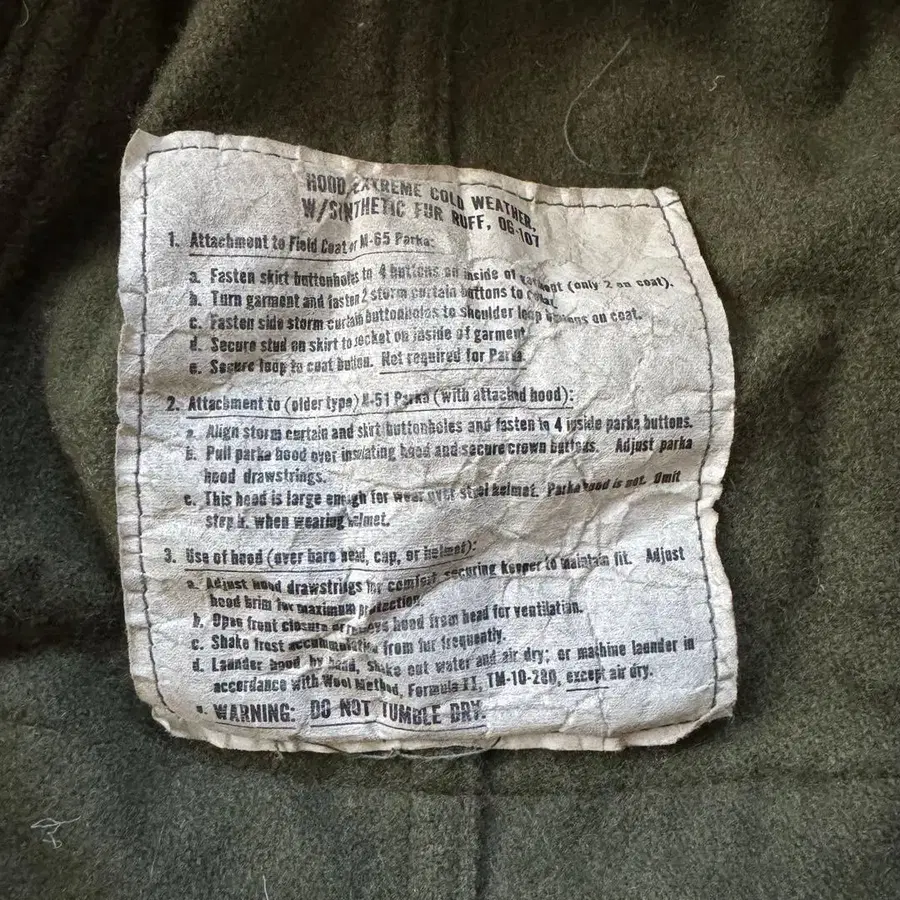 HOOD, EXTREME COLD WEATHER,
W/SYNTHETIC FUR RUFF, OG-107
1. Attachment to Field Coat or M-65 Parka:
a. Fasten skirt buttonholes to 4 buttons on inside of (only 2 on coat).
b. Turn garment and fasten 2 storm curtain buttons to collar.
c. Fasten side storm curtain buttonholes to shoulder loop buttons on coat.
d. Secure stud on skirt to socket on inside of garment.
e. Secure loop to coat button. Not required for Parka.
2. Attachment to (older type) M-51 Parka (with attached hood):
a. Align storm curtain and skirt buttonholes and fasten to 4 inside parka buttons.
b. Pull parka hood over insulating hood and secure crown buttons. Adjust parka
hood drawstrings.
c. This hood is large enough for wear over steel helmet. Parka hood is not. Omit
step b. when wearing helmet.
3. Use of hood (over bare head, cap, or helmet):
a. Adjust hood drawstrings for comfort, securing keeper to maintain fit. Adjust
hood brim for maximum protection.
b. Open front closure or remove hood from head for ventilation.
c. Shake frost accumulation from fur frequently.
d. Launder hood by hand, shake out water and air dry; or machine launder in
accordance with Wool Method, Formula II, TM-10-280, except air dry.
e. WARNING: DO NOT TUMBLE DRY.